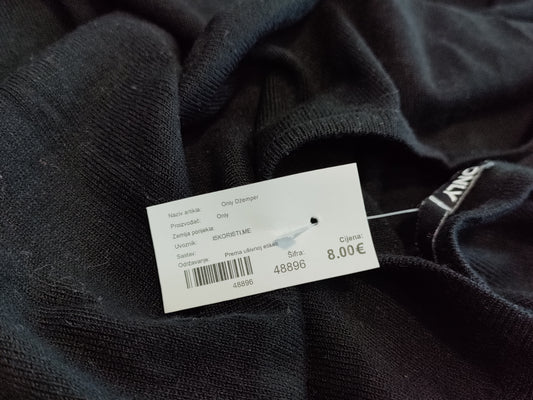 Naziv artikla: Only Džemper
Proizvođač: Only
Zemlja porijekla:
Uvoznik: ISKORISTI.ME
Sastav:
Održavanje: Prema ušivnoj etiketi
48896
Šifra:
48896
Cijena:
8.00€
ONLY